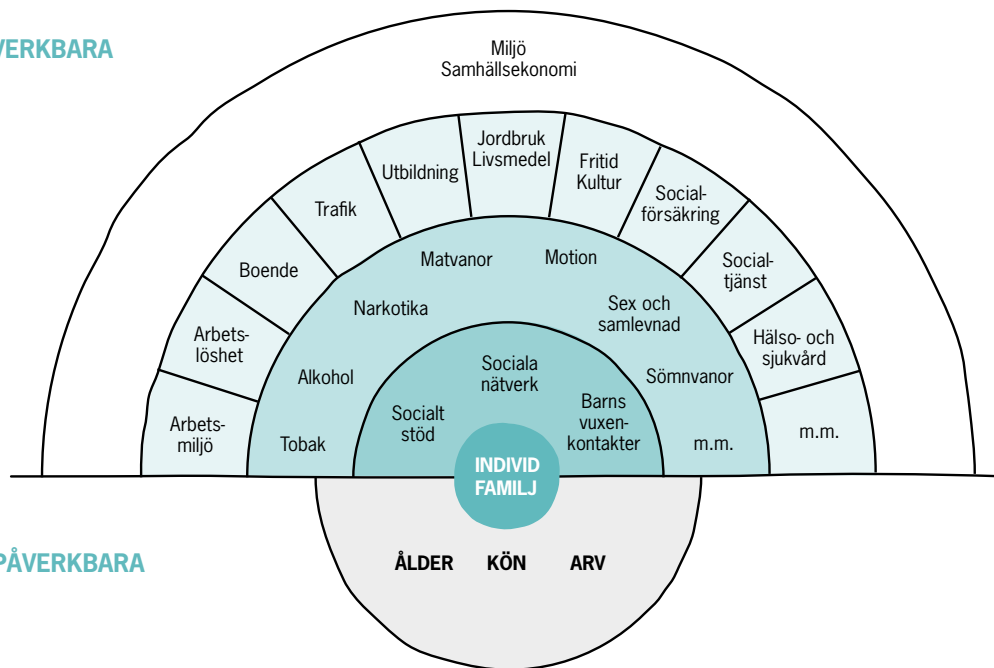 VERKBARA
Miljö
Samhällsekonomi
Arbets-
miljö
Arbets-
löshet
Boende
Trafik
Utbildning
Jordbruk
Livsmedel
Fritid
Kultur
Social-
försäkring
Social-
tjänst
Hälso- och
sjukvård
m.m.
Tobak
Alkohol
Narkotika
Matvanor
Motion
Sex och
samlevnad
Sömnvanor
m.m.
Socialt
stöd
Sociala
nätverk
Barns
vuxen-
kontakter
INDIVID
FAMILJ
PÅVERKBARA
ÅLDER KÖN ARV